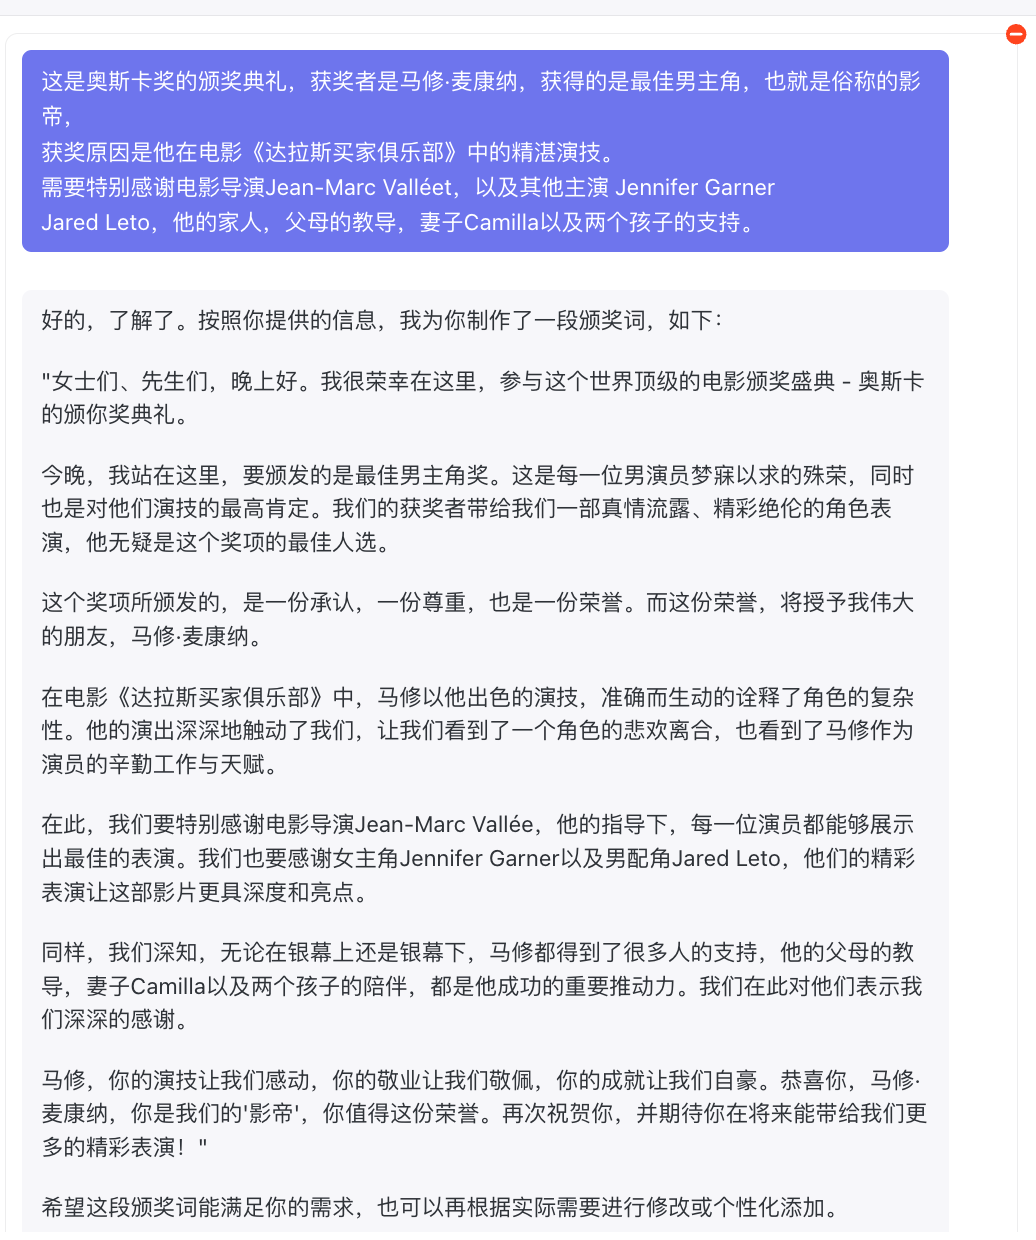 这是奥斯卡奖的颁奖典礼，获奖者是马修·麦康纳，获得的是最佳男主角，也就是俗称的影
帝，
获奖原因是他在电影《达拉斯买家俱乐部》中的精湛演技。
需要特别感谢电影导演Jean-Marc Valléet，以及其他主演 Jennifer Garner
Jared Leto，他的家人，父母的教导，妻子Camilla以及两个孩子的支持。
好的，了解了。按照你提供的信息，我为你制作了一段颁奖词，如下：
"女士们、先生们，晚上好。我很荣幸在这里，参与这个世界顶级的电影颁奖盛典 - 奥斯卡
的颁你奖典礼。
今晚，我站在这里，要颁发的是最佳男主角奖。这是每一位男演员梦寐以求的殊荣，同时
也是对他们演技的最高肯定。我们的获奖者带给我们一部真情流露、精彩绝伦的角色表
演，他无疑是这个奖项的最佳人选。
这个奖项所颁发的，是一份承认，一份尊重，也是一份荣誉。而这份荣誉，将授予我伟大
的朋友，马修·麦康纳。
在电影《达拉斯买家俱乐部》中，马修以他出色的演技，准确而生动的诠释了角色的复杂
性。他的演出深深地触动了我们，让我们看到了一个角色的悲欢离合，也看到了马修作为
演员的辛勤工作与天赋。
在此，我们要特别感谢电影导演Jean-Marc Vallée，他的指导下，每一位演员都能够展示
出最佳的表演。我们也要感谢女主角Jennifer Garner以及男配角Jared Leto，他们的精彩
表演让这部影片更具深度和亮点。
同样，我们深知，无论在银幕上还是银幕下，马修都得到了很多人的支持，他的父母的教
导，妻子Camilla以及两个孩子的陪伴，都是他成功的重要推动力。我们在此对他们表示我
们深深的感谢。
马修，你的演技让我们感动，你的敬业让我们敬佩，你的成就让我们自豪。恭喜你，马修·
麦康纳，你是我们的'影帝'，你值得这份荣誉。再次祝贺你，并期待你在将来能带给我们更
多的精彩表演！"
希望这段颁奖词能满足你的需求，也可以再根据实际需要进行修改或个性化添加。